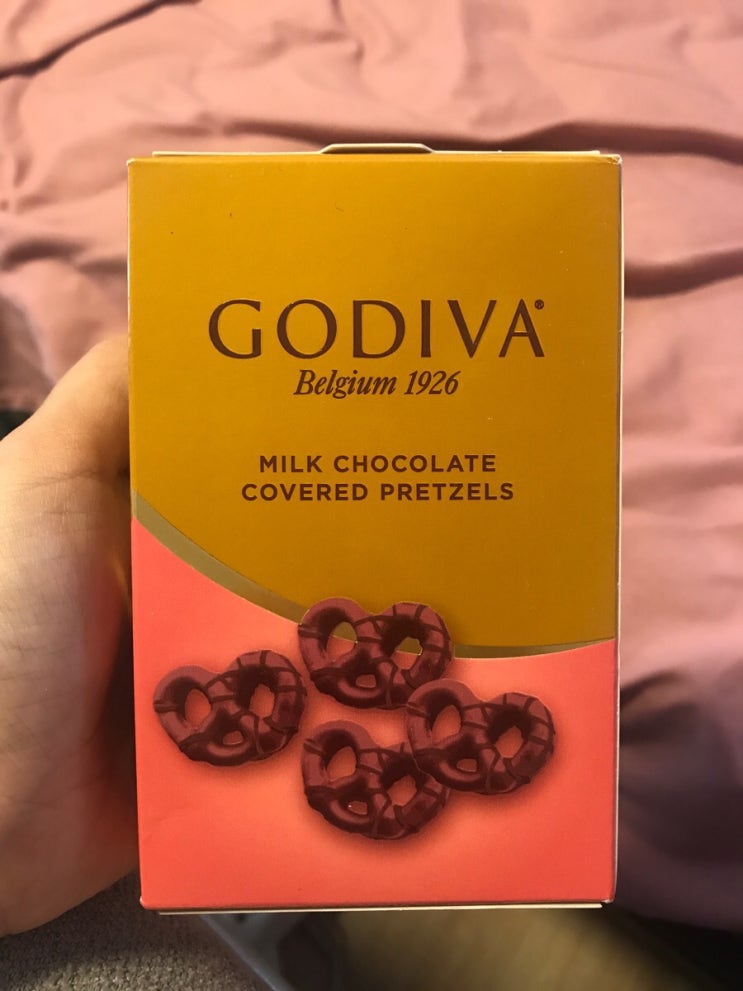 GODIVA®
Belgium 1926
MILK CHOCOLATE
COVERED PRETZELS